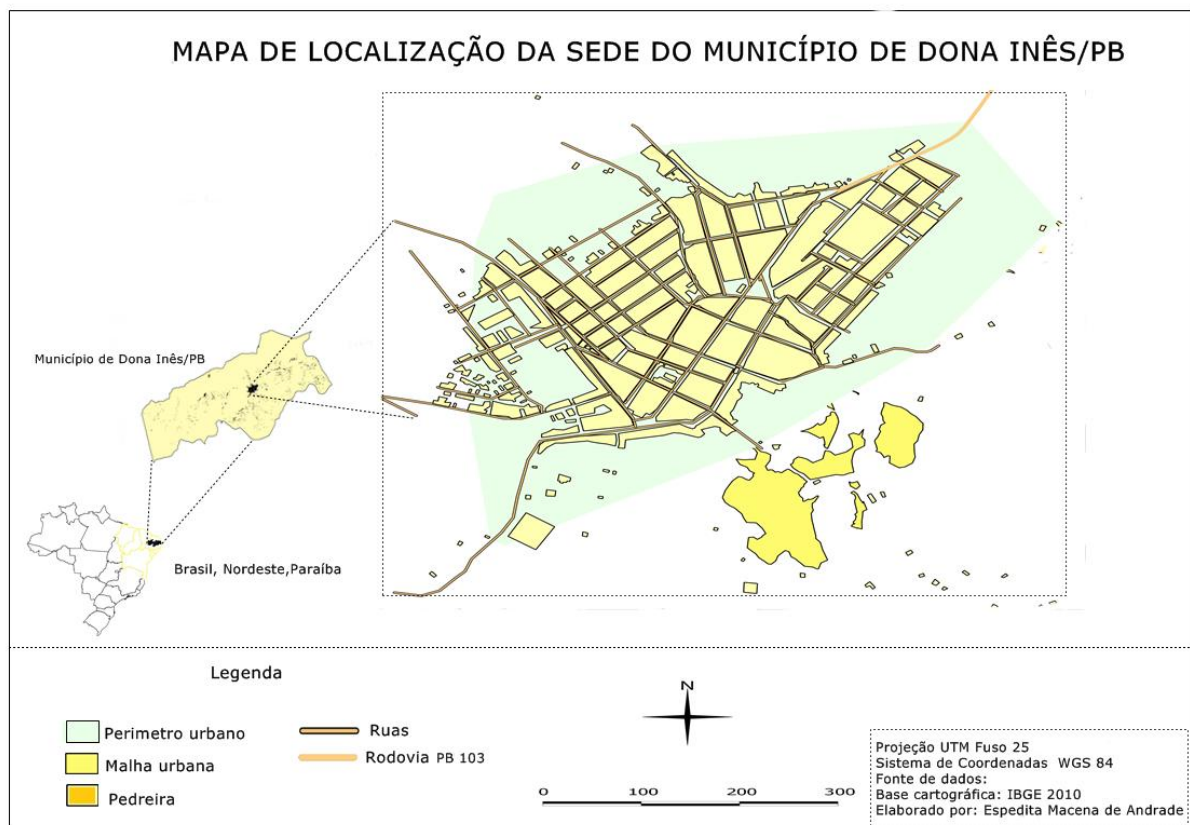 MAPA DE LOCALIZAÇÃO DA SEDE DO MUNICÍPIO DE DONA INÊS/PB
Município de Dona Inês/PB
Brasil, Nordeste,Paraíba
Legenda
Perimetro urbano
Malha urbana
Pedreira
Ruas
Rodovia PB 103
N
0 100 200 300
Projeção UTM Fuso 25
Sistema de Coordenadas WGS 84
Fonte de dados:
Base cartográfica: IBGE 2010
Elaborado por: Espedita Macena de Andrade